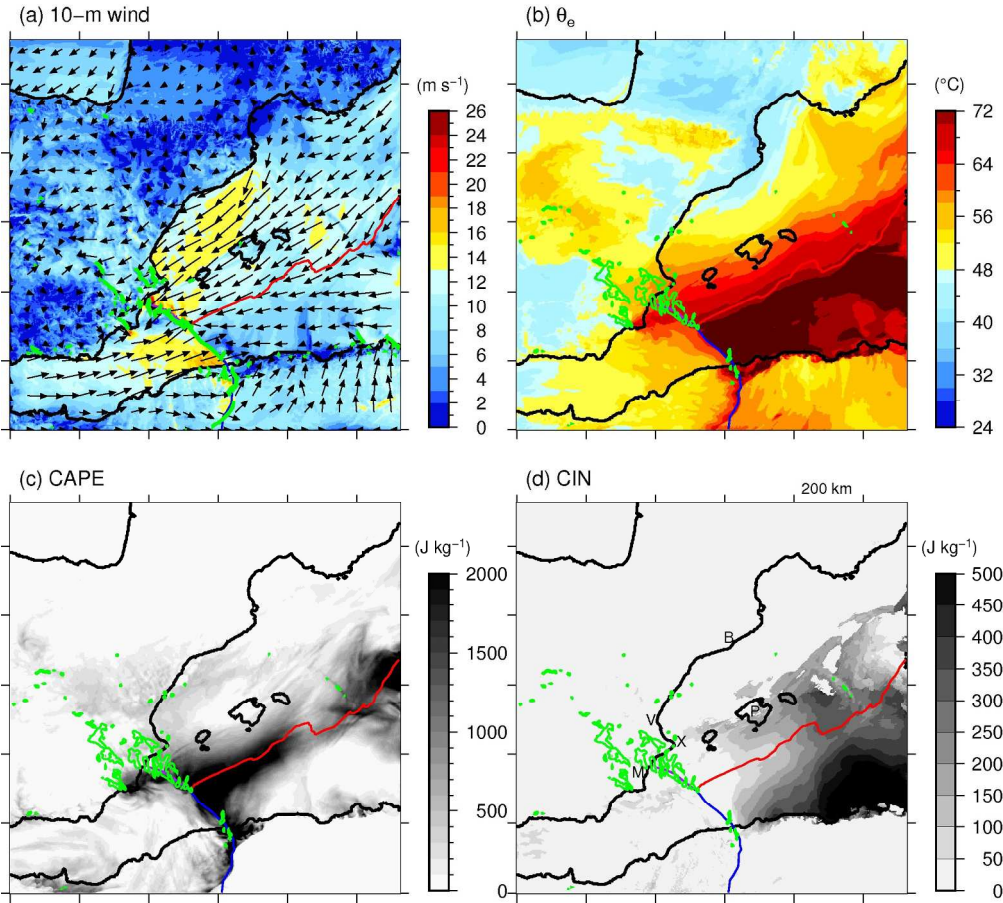 (a) 10−m wind
(m s⁻¹)
26
24
22
20
18
16
14
12
10
8
6
4
2
0
(b) θₑ
(°C)
72
64
56
48
40
32
24
(c) CAPE
(J kg⁻¹)
2000
1500
1000
500
0
(d) CIN
200 km
(J kg⁻¹)
500
450
400
350
300
250
200
150
100
50
0
B
P
V
X
M